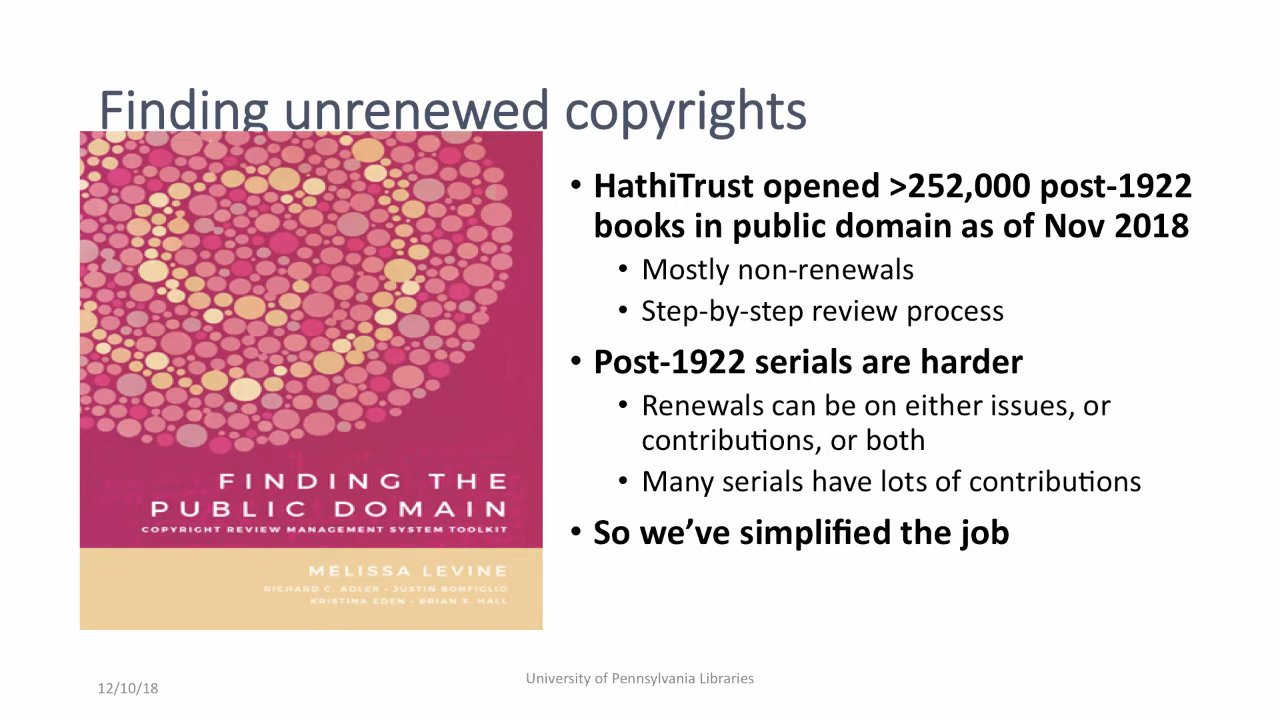 Finding unrenewed copyrights
FINDING THE
PUBLIC DOMAIN
COPYRIGHT REVIEW MANAGEMENT SYSTEM TOOLKIT
MELISSA LEVINE
RICHARD C. ADLER - JUSTIN BONFIGLIO
KRISTINA EDEN - BRIAN S. HALL
• HathiTrust opened >252,000 post-1922
books in public domain as of Nov 2018
• Mostly non-renewals
• Step-by-step review process
• Post-1922 serials are harder
• Renewals can be on either issues, or
contributions, or both
• Many serials have lots of contributions
• So we’ve simplified the job
12/10/18
University of Pennsylvania Libraries